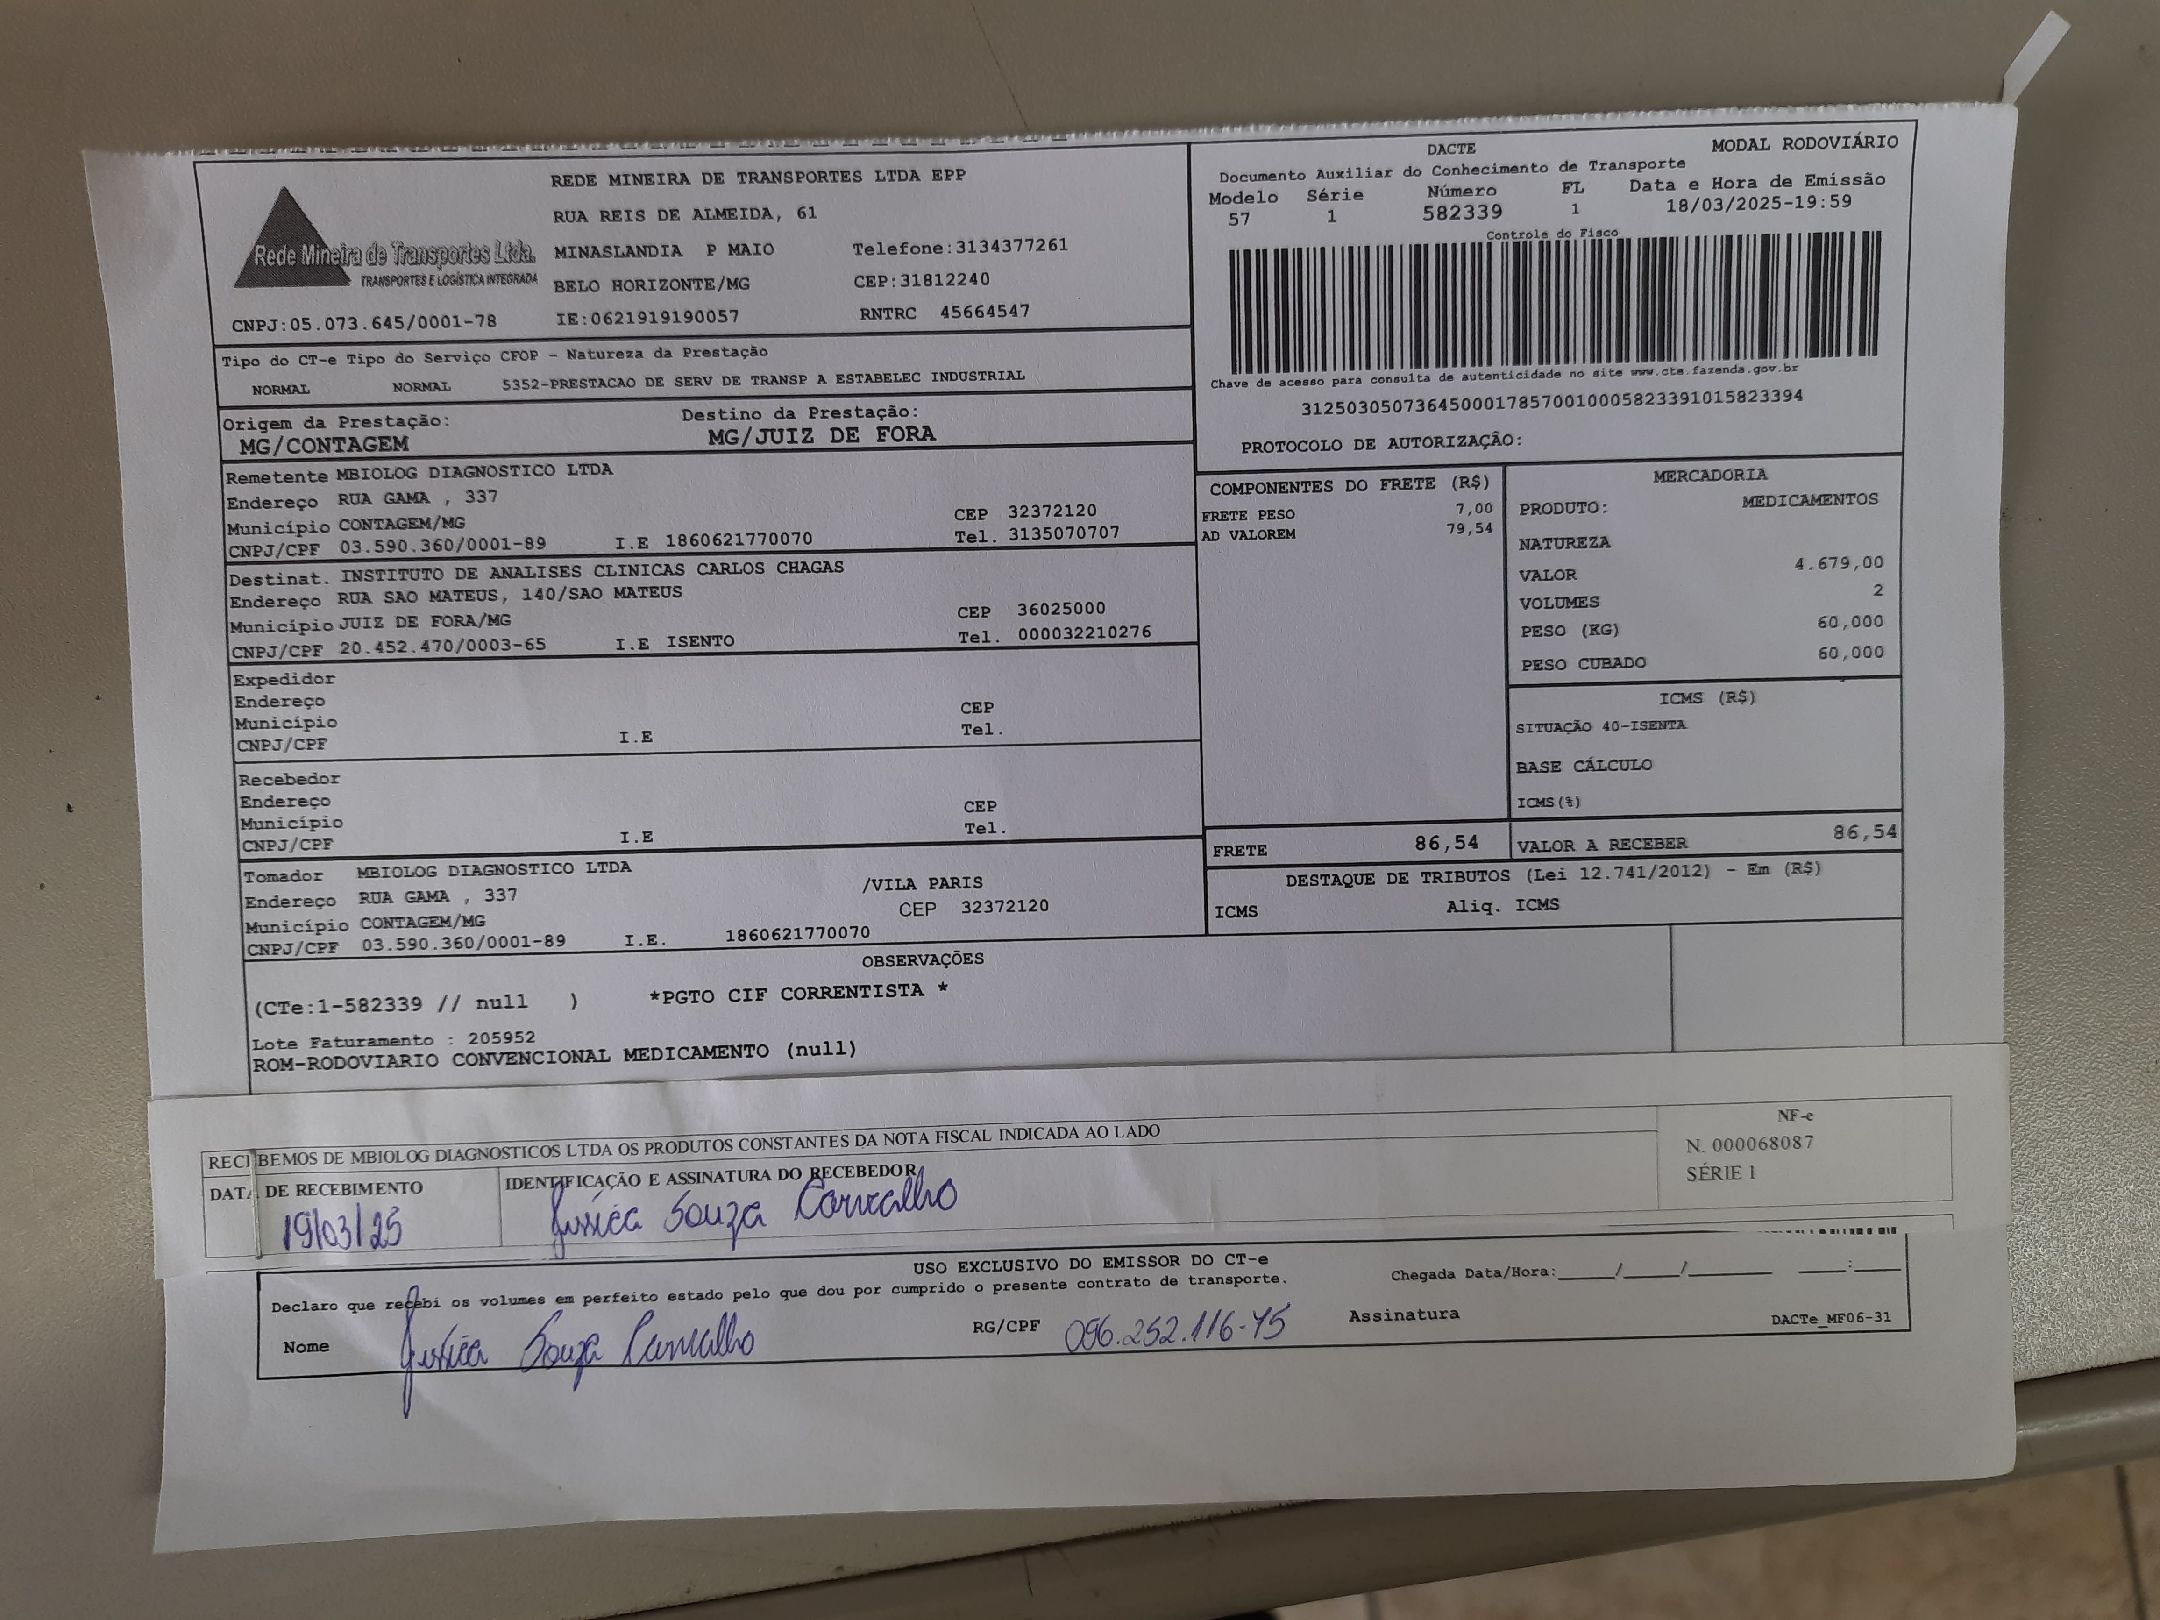 REDE MINEIRA DE TRANSPORTES LTDA EPP
RUA REIS DE ALMEIDA, 61
Rede Mineira de Transportes Ltda.
TRANSPORTES E LOGÍSTICA INTEGRADA
MINASLANDIA P MAIO Telefone:3134377261
BELO HORIZONTE/MG CEP:31812240
CNPJ:05.073.645/0001-78 IE:0621919190057 RNTRC 45664547
DACTE MODAL RODOVIÁRIO
Documento Auxiliar do Conhecimento de Transporte
Modelo Série Número FL Data e Hora de Emissão
57 1 582339 1 18/03/2025-19:59
Controle do Fisco
Chave de acesso para consulta de autenticidade no site www.cte.fazenda.gov.br
31250305073645000178570010005823391015823394
PROTOCOLO DE AUTORIZAÇÃO:
Tipo do CT-e Tipo do Serviço CFOP - Natureza da Prestação
NORMAL NORMAL 5352-PRESTACAO DE SERV DE TRANSP A ESTABELEC INDUSTRIAL
Origem da Prestação: Destino da Prestação:
MG/CONTAGEM MG/JUIZ DE FORA
Remetente MBIOLOG DIAGNOSTICO LTDA
Endereço RUA GAMA , 337
Município CONTAGEM/MG CEP 32372120
CNPJ/CPF 03.590.360/0001-89 I.E 1860621770070 Tel. 3135070707
Destinat. INSTITUTO DE ANALISES CLINICAS CARLOS CHAGAS
Endereço RUA SAO MATEUS, 140/SAO MATEUS
Município JUIZ DE FORA/MG CEP 36025000
CNPJ/CPF 20.452.470/0003-65 I.E ISENTO Tel. 000032210276
Expedidor
Endereço
Município CEP
CNPJ/CPF I.E Tel.
Recebedor
Endereço
Município CEP
CNPJ/CPF I.E Tel.
Tomador MBIOLOG DIAGNOSTICO LTDA
Endereço RUA GAMA , 337 /VILA PARIS
Município CONTAGEM/MG CEP 32372120
CNPJ/CPF 03.590.360/0001-89 I.E. 1860621770070
COMPONENTES DO FRETE (R$)
FRETE PESO 7,00
AD VALOREM 79,54
MERCADORIA
PRODUTO: MEDICAMENTOS
NATUREZA
VALOR 4.679,00
VOLUMES 2
PESO (KG) 60,000
PESO CUBADO 60,000
ICMS (R$)
SITUAÇÃO 40-ISENTA
BASE CÁLCULO
ICMS(%)
FRETE 86,54 VALOR A RECEBER 86,54
DESTAQUE DE TRIBUTOS (Lei 12.741/2012) - Em (R$)
ICMS Aliq. ICMS
OBSERVAÇÕES
(CTe:1-582339 // null ) *PGTO CIF CORRENTISTA *
Lote Faturamento : 205952
ROM-RODOVIARIO CONVENCIONAL MEDICAMENTO (null)
RECEBEMOS DE MBIOLOG DIAGNOSTICOS LTDA OS PRODUTOS CONSTANTES DA NOTA FISCAL INDICADA AO LADO
DATA DE RECEBIMENTO IDENTIFICAÇÃO E ASSINATURA DO RECEBEDOR
19/03/25 Souza Carvalho
NF-e
N. 000068087
SÉRIE 1
USO EXCLUSIVO DO EMISSOR DO CT-e
Declaro que recebi os volumes em perfeito estado pelo que dou por cumprido o presente contrato de transporte. Chegada Data/Hora:_____/_____/________ ____:____
Nome Souza Carvalho RG/CPF 096.252.116-75 Assinatura
DACTe_MF06-31